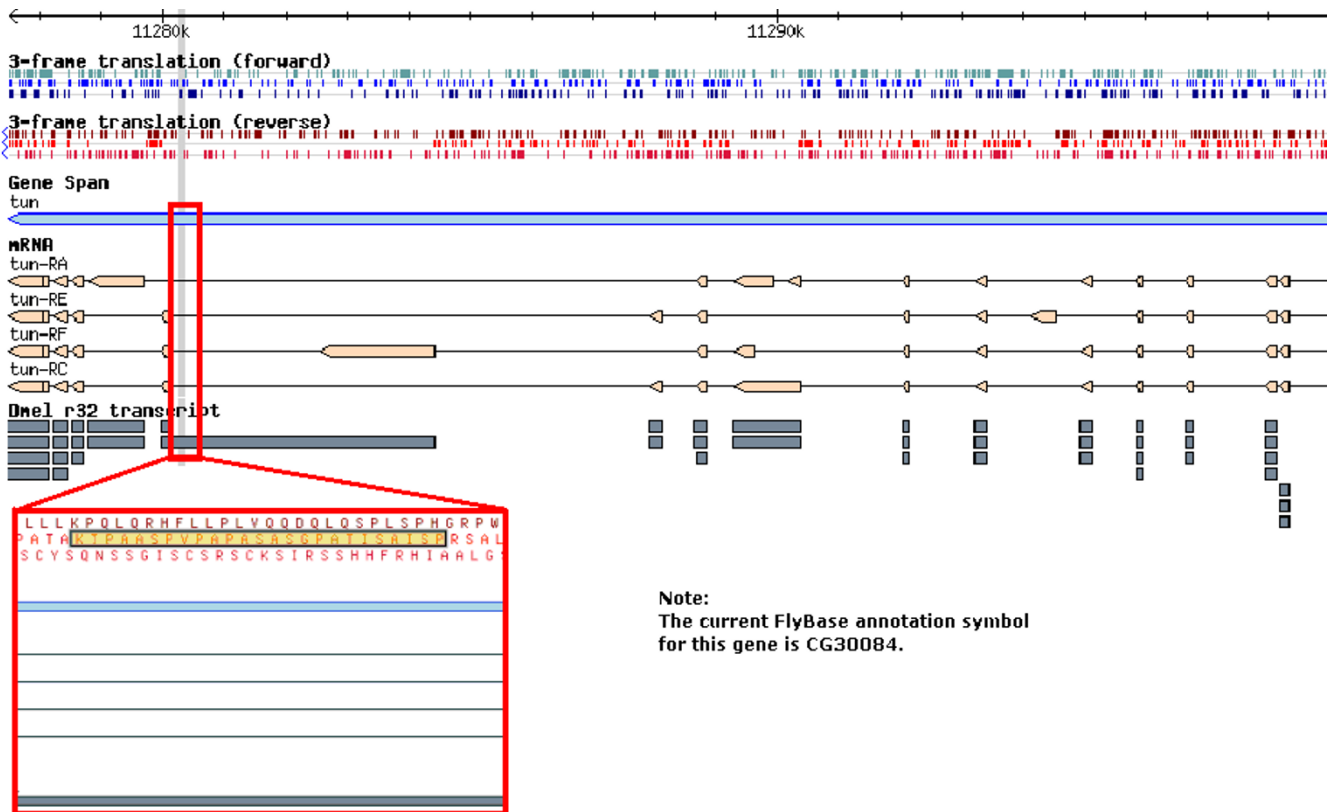 11280k 11290k
3-frame translation (forward)
3-frame translation (reverse)
Gene Span
tun
mRNA
tun-RA
tun-RE
tun-RF
tun-RC
Dmel r32 transcript
L L L K P Q L Q R H F L L P L V Q Q D Q L Q S P L S P H G R P W
P A T A K I P A A S P V P A P A S A S G P A T I S A I S P R S A L
S C Y S Q N S S G I S C S R S C K S I R S S H H F R H I A A L G
Note:
The current FlyBase annotation symbol
for this gene is CG30084.